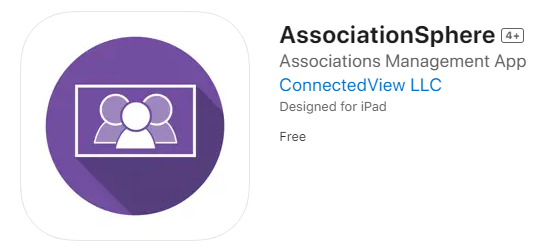 AssociationSphere 4+
Associations Management App
ConnectedView LLC
Designed for iPad
Free